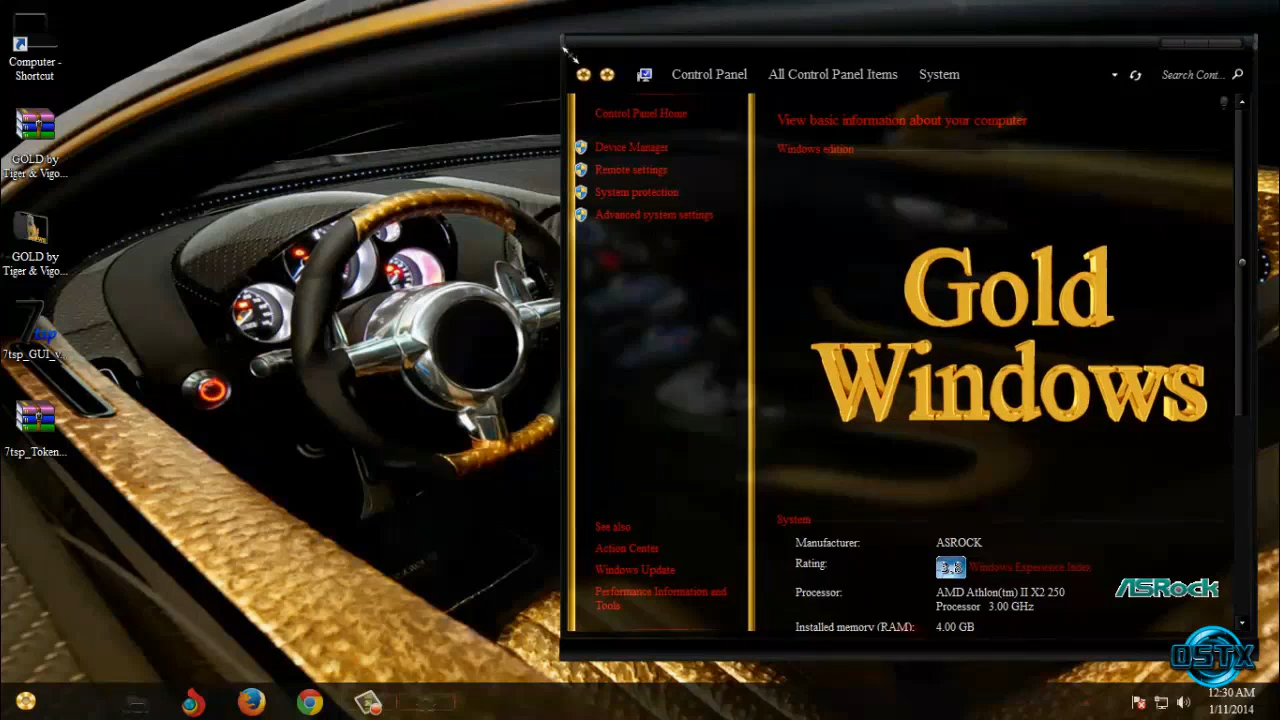 Computer -
Shortcut
GOLD by
Tiger & Vigo...
GOLD by
Tiger & Vigo...
7tsp
7tsp_GUI_v...
7tsp_Token...
Control Panel
All Control Panel Items
System
Search Cont...
Control Panel Home
Device Manager
Remote settings
System protection
Advanced system settings
See also
Action Center
Windows Update
Performance Information and
Tools
View basic information about your computer
Windows edition
Gold
Windows
System
Manufacturer: ASROCK
Rating: 3.8 Windows Experience Index
Processor: AMD Athlon(tm) II X2 250
Processor 3.00 GHz
Installed memory (RAM): 4.00 GB
ASRock
OSTX
12:30 AM
1/11/2014